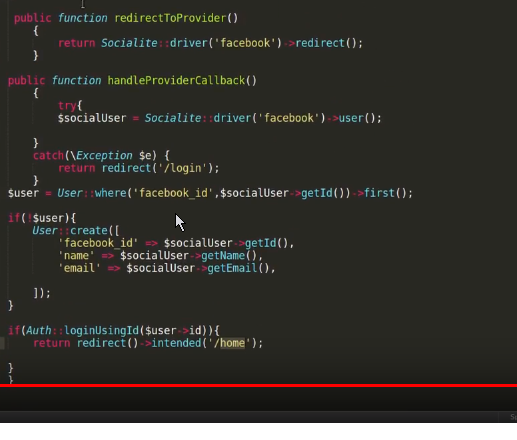 public function redirectToProvider()
{
return Socialite::driver('facebook')->redirect();
}
public function handleProviderCallback()
{
try{
$socialUser = Socialite::driver('facebook')->user();
}
catch(\Exception $e) {
return redirect('/login');
}
$user = User::where('facebook_id',$socialUser->getId())->first();
if(!$user){
User::create([
'facebook_id' => $socialUser->getId(),
'name' => $socialUser->getName(),
'email' => $socialUser->getEmail(),
]);
}
if(Auth::loginUsingId($user->id)){
return redirect()->intended('/home');
}
}